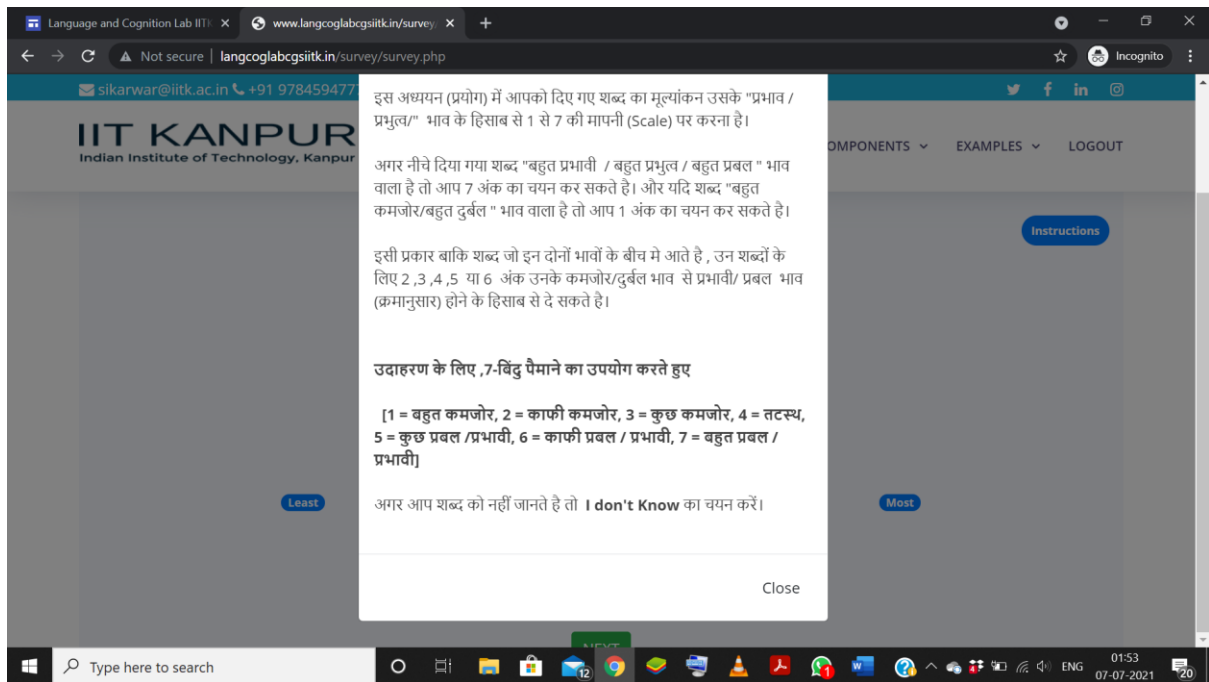 Language and Cognition Lab IITK
www.langcoglabcgsiitk.in/survey/
Not secure | langcoglabcgsiitk.in/survey/survey.php
Incognito
sikarwar@iitk.ac.in +91 9784594777
IIT KANPUR
Indian Institute of Technology, Kanpur
OMPONENTS EXAMPLES LOGOUT
Instructions
इस अध्ययन (प्रयोग) में आपको दिए गए शब्द का मूल्यांकन उसके "प्रभाव /
प्रभुत्व/" भाव के हिसाब से 1 से 7 की मापनी (Scale) पर करना है।
अगर नीचे दिया गया शब्द "बहुत प्रभावी / बहुत प्रभुत्व / बहुत प्रबल " भाव
वाला है तो आप 7 अंक का चयन कर सकते है। और यदि शब्द "बहुत
कमजोर/बहुत दुर्बल " भाव वाला है तो आप 1 अंक का चयन कर सकते है।
इसी प्रकार बाकि शब्द जो इन दोनों भावों के बीच मे आते है , उन शब्दों के
लिए 2 ,3 ,4 ,5 या 6 अंक उनके कमजोर/दुर्बल भाव से प्रभावी/ प्रबल भाव
(क्रमानुसार) होने के हिसाब से दे सकते है।
उदाहरण के लिए ,7-बिंदु पैमाने का उपयोग करते हुए
[1 = बहुत कमजोर, 2 = काफी कमजोर, 3 = कुछ कमजोर, 4 = तटस्थ,
5 = कुछ प्रबल /प्रभावी, 6 = काफी प्रबल / प्रभावी, 7 = बहुत प्रबल /
प्रभावी]
अगर आप शब्द को नहीं जानते है तो I don't Know का चयन करें।
Least
Most
Close
NEXT
Type here to search
12
ENG
01:53
07-07-2021
20